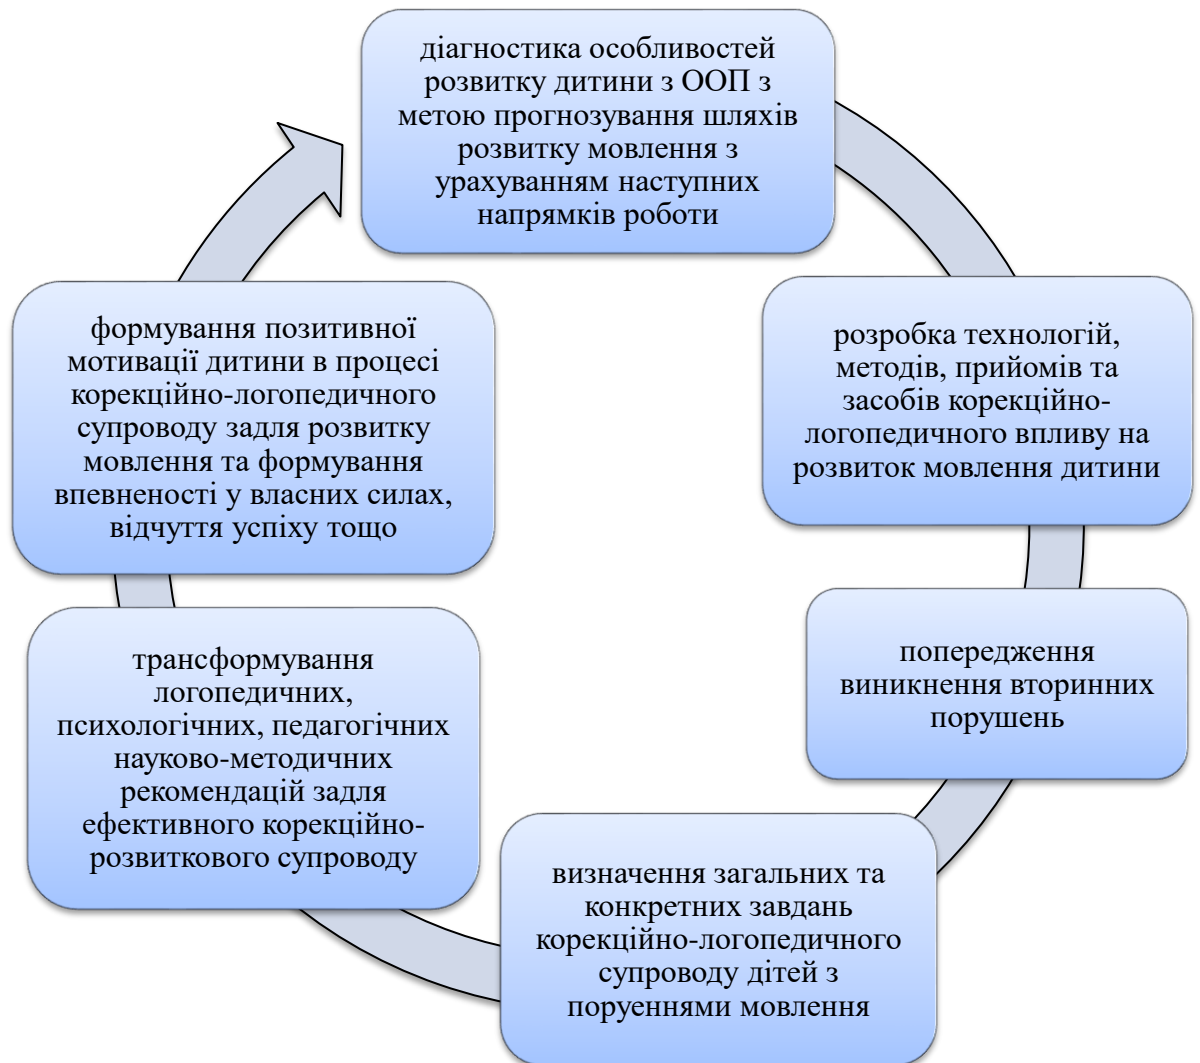 діагностика особливостей
розвитку дитини з ООП з
метою прогнозування шляхів
розвитку мовлення з
урахуванням наступних
напрямків роботи
розробка технологій,
методів, прийомів та
засобів корекційно-
логопедичного впливу на
розвиток мовлення дитини
попередження
виникнення вторинних
порушень
визначення загальних та
конкретних завдань
корекційно-логопедичного
супроводу дітей з
поруеннями мовлення
трансформування
логопедичних,
психологічних, педагогічних
науково-методичних
рекомендацій задля
ефективного корекційно-
розвиткового супроводу
формування позитивної
мотивації дитини в процесі
корекційно-логопедичного
супроводу задля розвитку
мовлення та формування
впевненості у власних силах,
відчуття успіху тощо